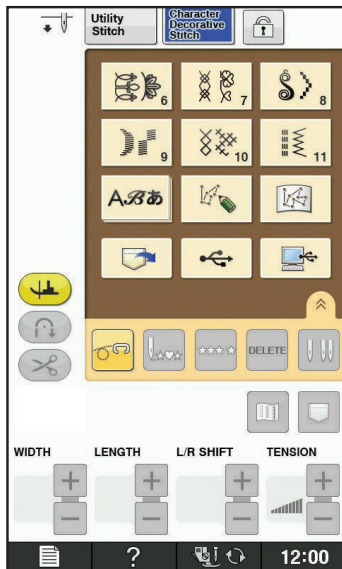 Utility
Stitch
Character
Decorative
Stitch
6
7
8
9
10
11
Aℬあ
DELETE
WIDTH
LENGTH
L/R SHIFT
TENSION
?
12:00